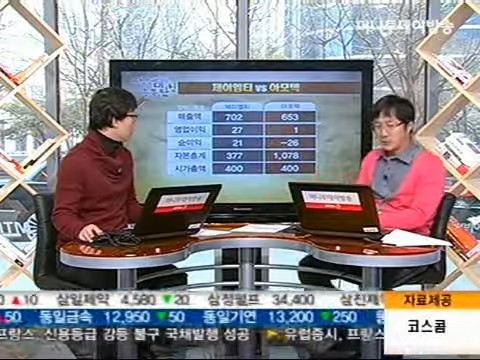 머니투데이방송
제이엠티 vs 아모텍
제이엠티 아모텍
매출액 702 653
영업이익 27 1
순이익 21 -26
자본총계 377 1,078
시가총액 400 400
머니투데이방송
머니투데이방송
▲10 삼일제약 4,580 ▼20 삼정펄프 34,400 삼진제약
50 동일금속 12,950 ▼50 동일기연 13,200 ▼250 동
프랑스 신용등급 강등 불구 국채발행 성공 ▶유럽증시, 프랑스
자료제공
코스콤